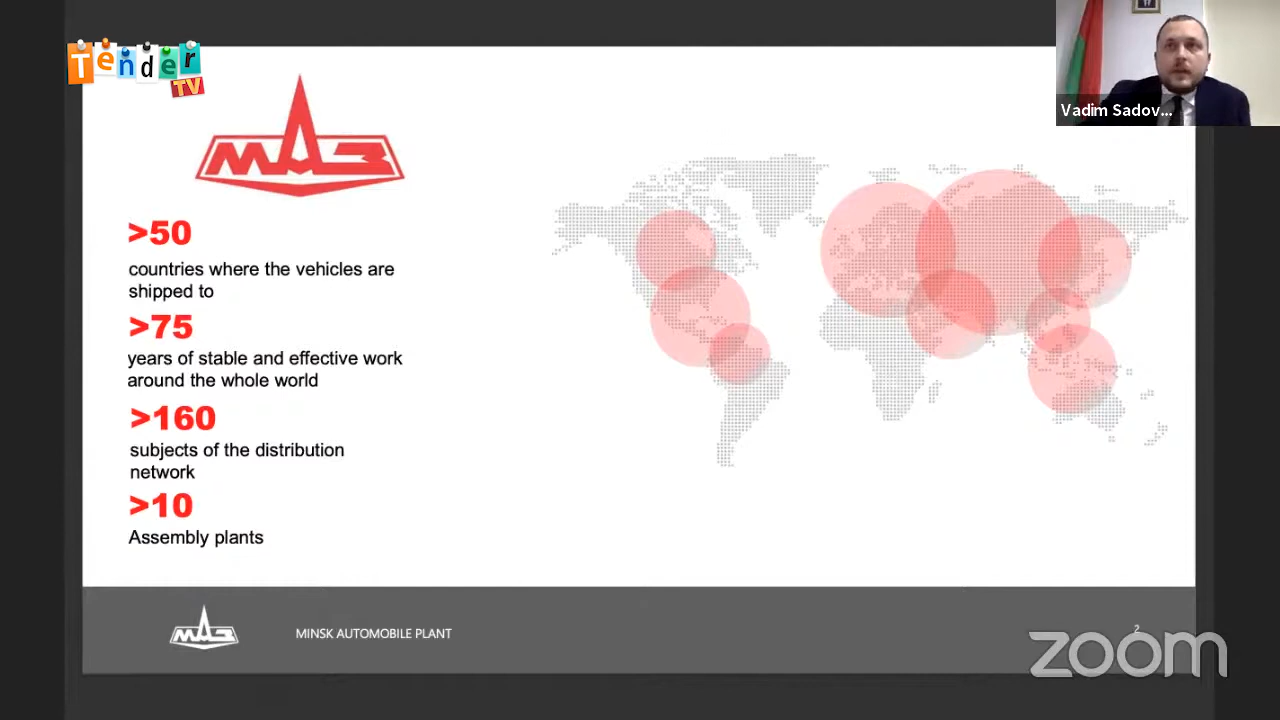 Tender
TV
МАЗ
>50
countries where the vehicles are
shipped to
>75
years of stable and effective work
around the whole world
>160
subjects of the distribution
network
>10
Assembly plants
МАЗ
MINSK AUTOMOBILE PLANT
2
zoom
Vadim Sadov...